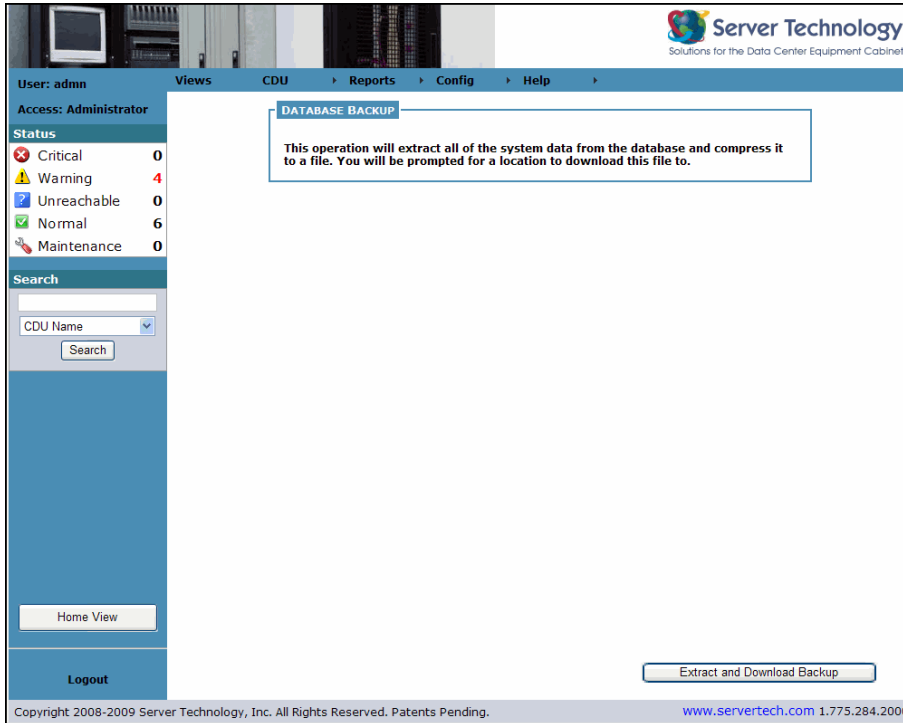 Server Technology
Solutions for the Data Center Equipment Cabinet
User: admn
Views CDU Reports Config Help
Access: Administrator
DATABASE BACKUP
This operation will extract all of the system data from the database and compress it
to a file. You will be prompted for a location to download this file to.
Status
Critical 0
Warning 4
Unreachable 0
Normal 6
Maintenance 0
Search
CDU Name
Search
Home View
Logout
Extract and Download Backup
Copyright 2008-2009 Server Technology, Inc. All Rights Reserved. Patents Pending.
www.servertech.com 1.775.284.200